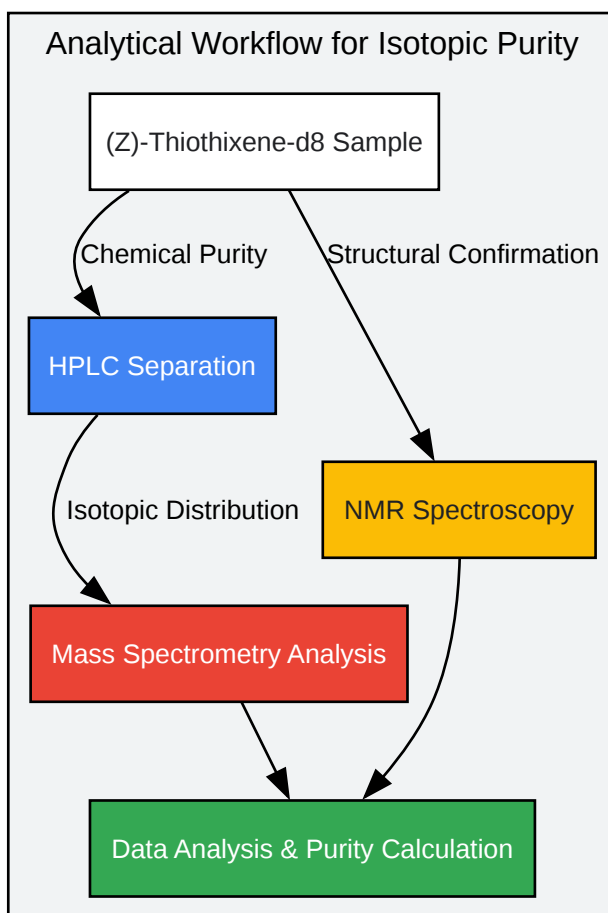 Analytical Workflow for Isotopic Purity
(Z)-Thiothixene-d8 Sample
Chemical Purity
Structural Confirmation
HPLC Separation
Isotopic Distribution
NMR Spectroscopy
Mass Spectrometry Analysis
Data Analysis & Purity Calculation